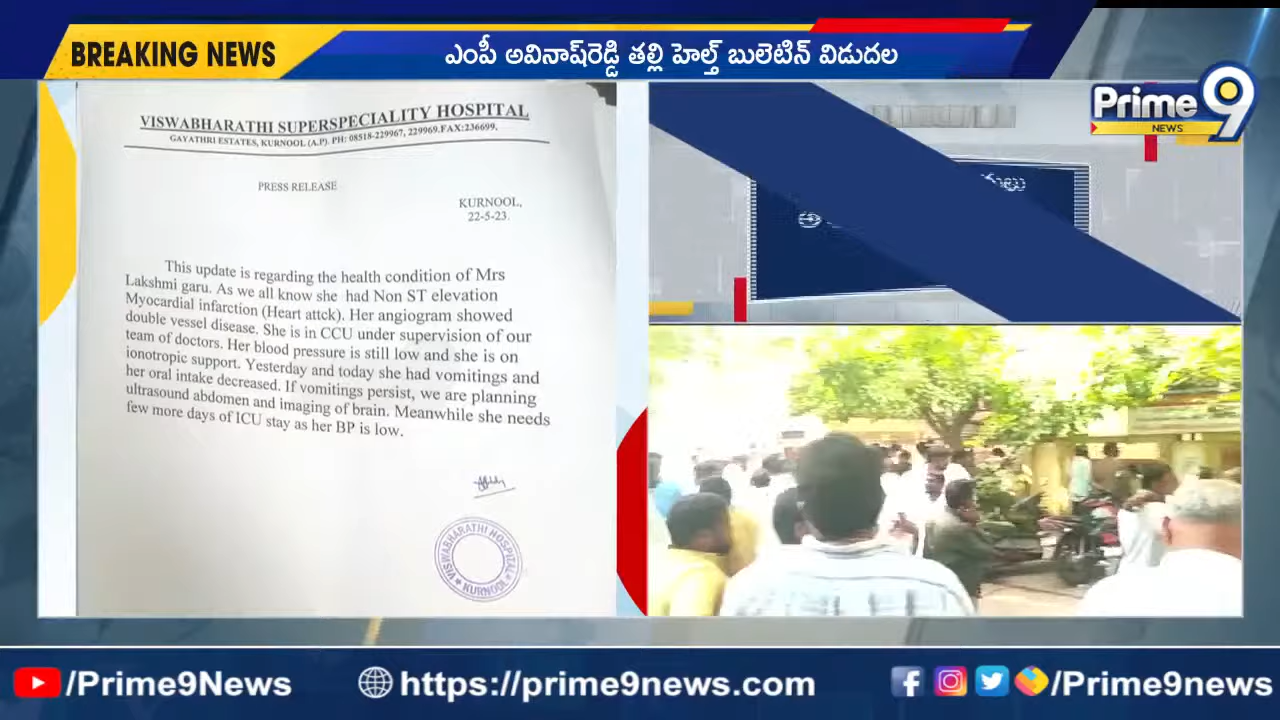 BREAKING NEWS
ఎంపీ అవినాష్‌రెడ్డి తల్లి హెల్త్ బులెటిన్ విడుదల
Prime 9
NEWS
VISWABHARATHI SUPERSPECIALITY HOSPITAL
GAYATHRI ESTATES, KURNOOL (A.P). PH: 08518-229967, 229969.FAX:236699.
PRESS RELEASE
KURNOOL,
22-5-23.
This update is regarding the health condition of Mrs
Lakshmi garu. As we all know she had Non ST elevation
Myocardial infarction (Heart attck). Her angiogram showed
double vessel disease. She is in CCU under supervision of our
team of doctors. Her blood pressure is still low and she is on
ionotropic support. Yesterday and today she had vomitings and
her oral intake decreased. If vomitings persist, we are planning
ultrasound abdomen and imaging of brain. Meanwhile she needs
few more days of ICU stay as her BP is low.
VISWABHARATHI HOSPITAL
KURNOOL
/Prime9News
https://prime9news.com
/Prime9news